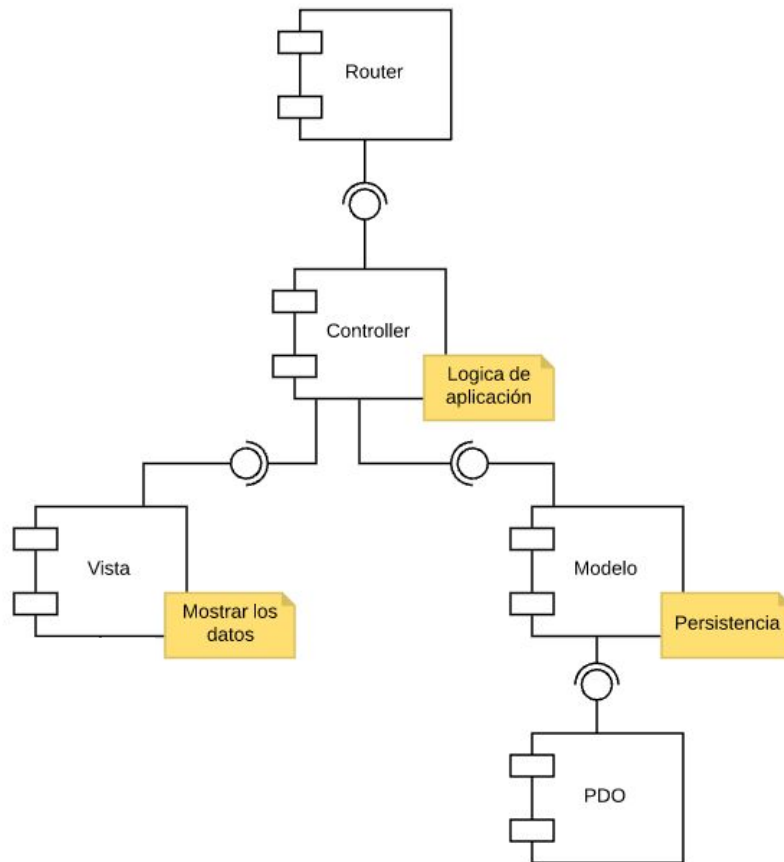 Router
Controller
Logica de
aplicación
Vista
Mostrar los
datos
Modelo
Persistencia
PDO